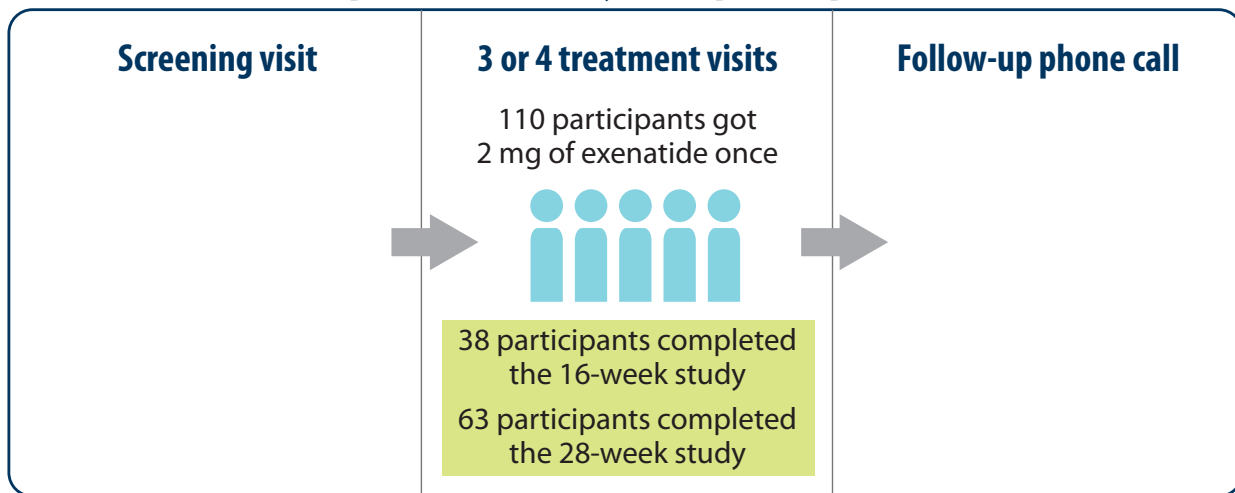 Screening visit
3 or 4 treatment visits
110 participants got
2 mg of exenatide once
38 participants completed
the 16-week study
63 participants completed
the 28-week study
Follow-up phone call